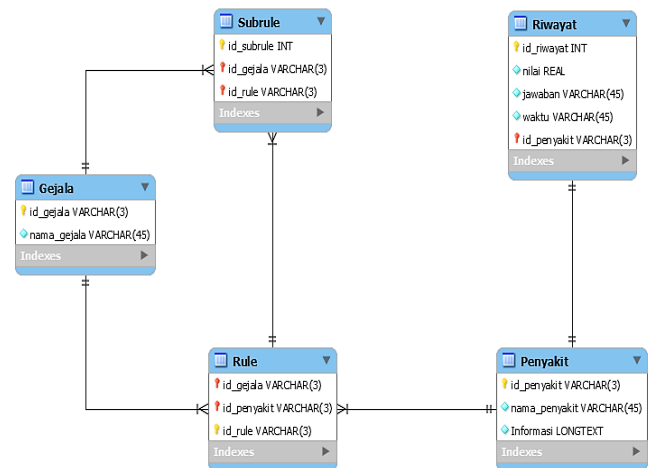 Subrule
id_subrule INT
id_gejala VARCHAR(3)
id_rule VARCHAR(3)
Indexes
Riwayat
id_riwayat INT
nilai REAL
jawaban VARCHAR(45)
waktu VARCHAR(45)
id_penyakit VARCHAR(3)
Indexes
Gejala
id_gejala VARCHAR(3)
nama_gejala VARCHAR(45)
Indexes
Rule
id_gejala VARCHAR(3)
id_penyakit VARCHAR(3)
id_rule VARCHAR(3)
Indexes
Penyakit
id_penyakit VARCHAR(3)
nama_penyakit VARCHAR(45)
Informasi LONGTEXT
Indexes